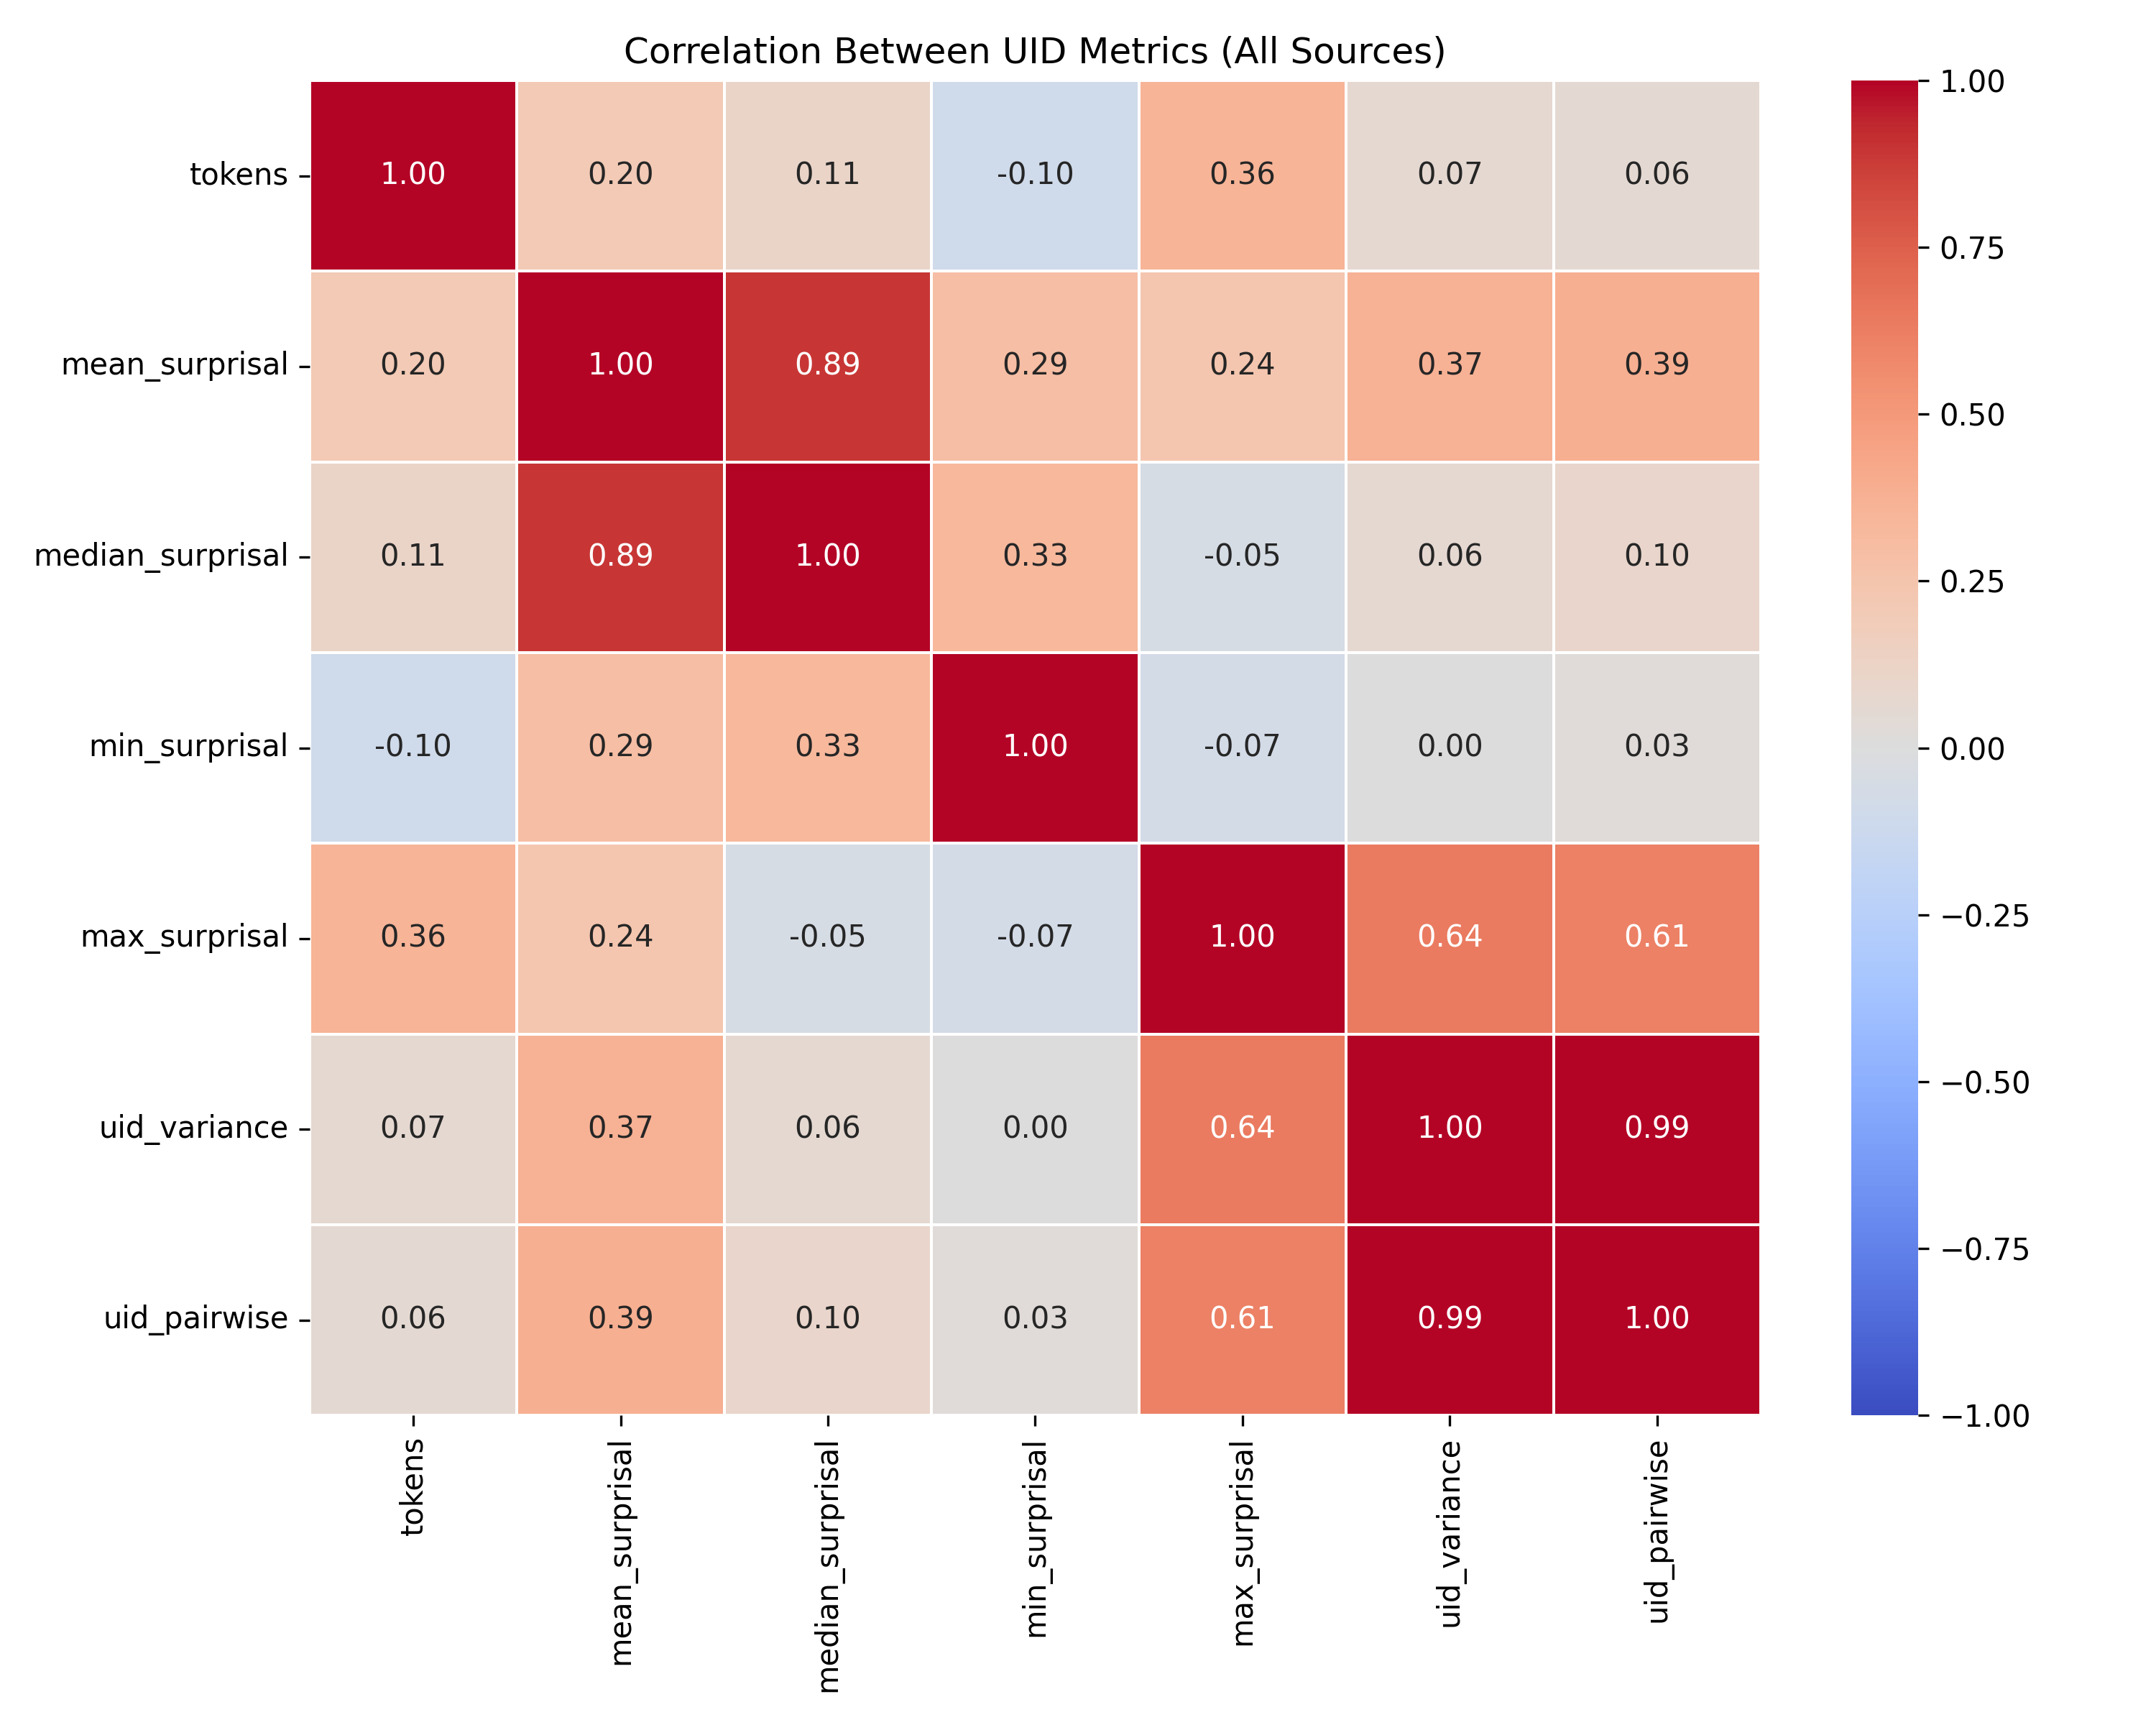 Correlation Between UID Metrics (All Sources)
tokens 1.00 0.20 0.11 -0.10 0.36 0.07 0.06
mean_surprisal 0.20 1.00 0.89 0.29 0.24 0.37 0.39
median_surprisal 0.11 0.89 1.00 0.33 -0.05 0.06 0.10
min_surprisal -0.10 0.29 0.33 1.00 -0.07 0.00 0.03
max_surprisal 0.36 0.24 -0.05 -0.07 1.00 0.64 0.61
uid_variance 0.07 0.37 0.06 0.00 0.64 1.00 0.99
uid_pairwise 0.06 0.39 0.10 0.03 0.61 0.99 1.00
tokens
mean_surprisal
median_surprisal
min_surprisal
max_surprisal
uid_variance
uid_pairwise
1.00
0.75
0.50
0.25
0.00
−0.25
−0.50
−0.75
−1.00